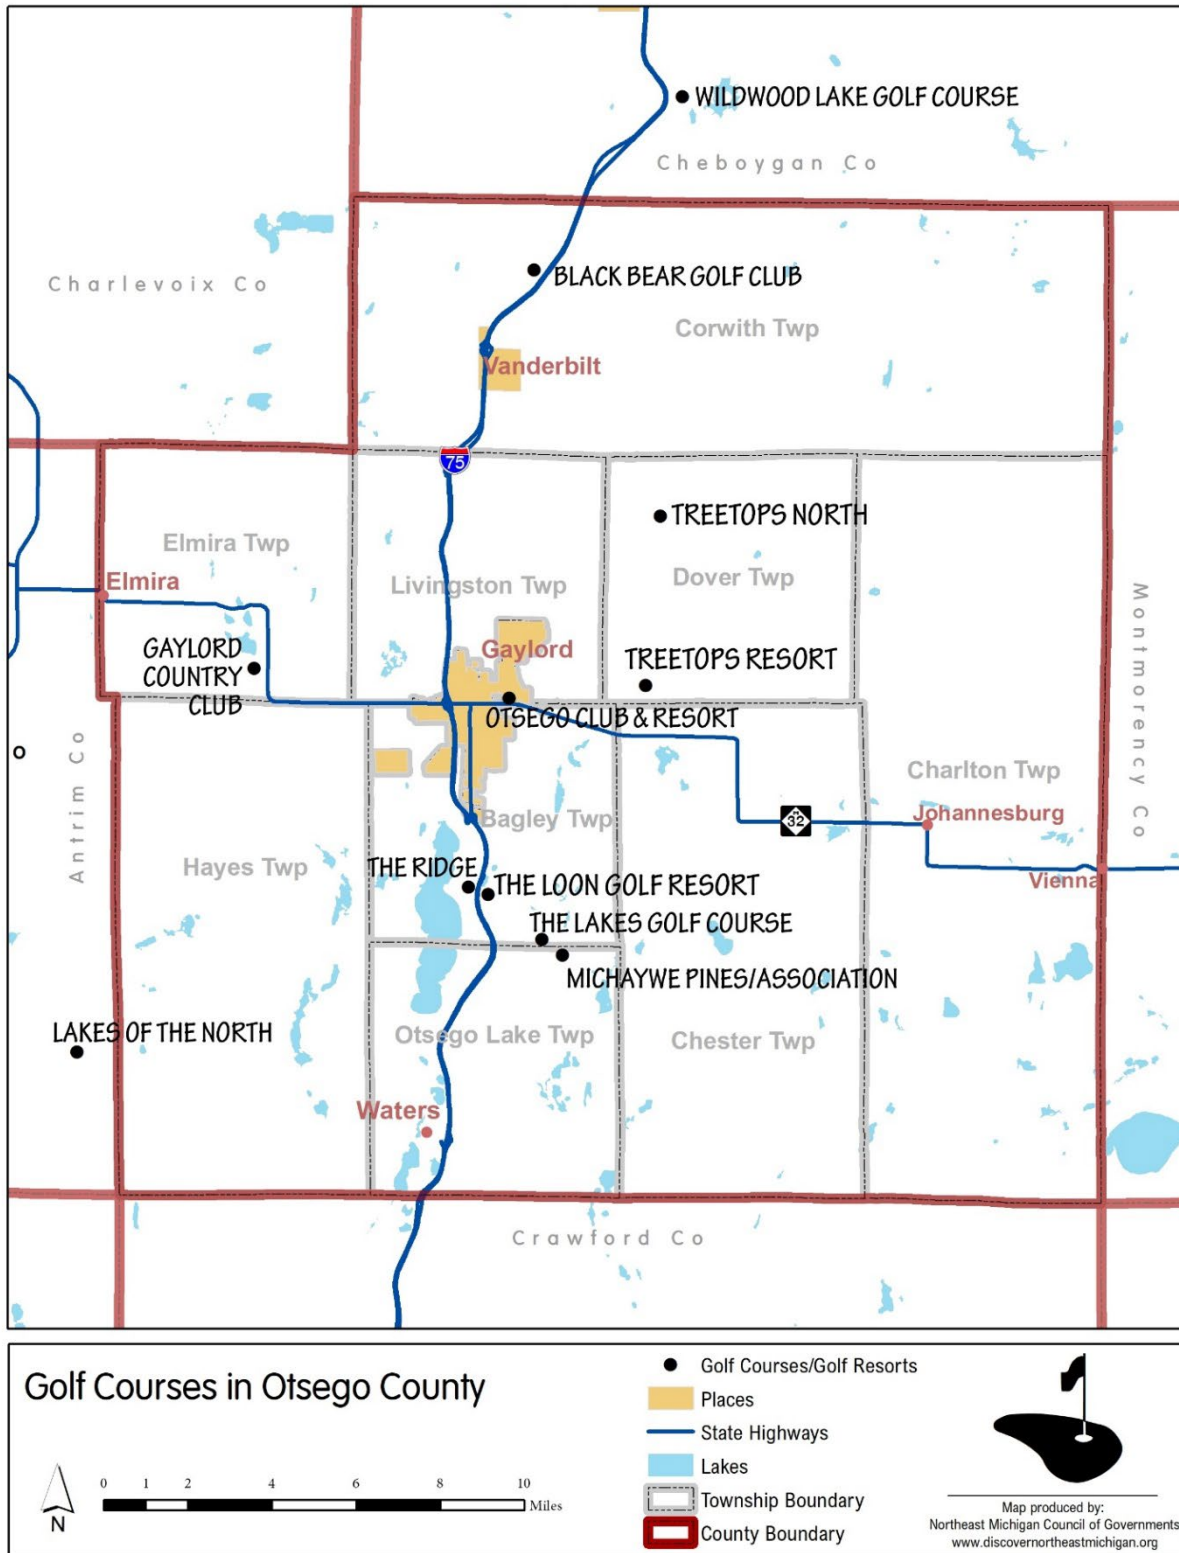 WILDWOOD LAKE GOLF COURSE
Cheboygan Co
Charlevoix Co
BLACK BEAR GOLF CLUB
Corwith Twp
Vanderbilt
75
TREETOPS NORTH
Elmira Twp
Livingston Twp
Dover Twp
Elmira
Montmorency Co
GAYLORD
COUNTRY
CLUB
Gaylord
TREETOPS RESORT
OTSEGO CLUB & RESORT
Antrim Co
Charlton Twp
Johannesburg
32
Bagley Twp
Hayes Twp
THE RIDGE
THE LOON GOLF RESORT
Vienna
THE LAKES GOLF COURSE
MICHAYWE PINES/ASSOCIATION
LAKES OF THE NORTH
Otsego Lake Twp
Chester Twp
Waters
Crawford Co
Golf Courses in Otsego County
0 1 2 4 6 8 10
Miles
N
Golf Courses/Golf Resorts
Places
State Highways
Lakes
Township Boundary
County Boundary
Map produced by:
Northeast Michigan Council of Governments
www.discovernortheastmichigan.org